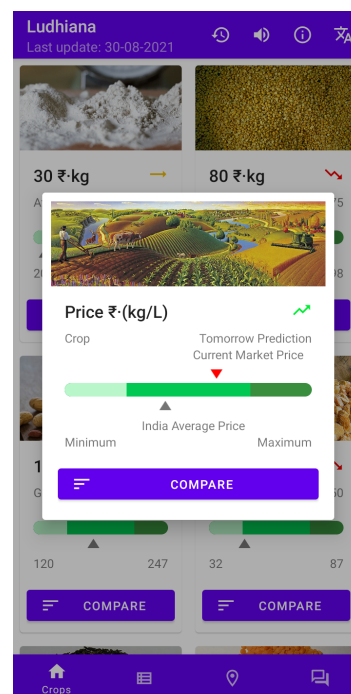 Ludhiana
Last update: 30-08-2021
30 ₹·kg
80 ₹·kg
Price ₹·(kg/L)
Crop
Tomorrow Prediction
Current Market Price
India Average Price
Minimum
Maximum
COMPARE
120
247
32
87
COMPARE
COMPARE
Crops